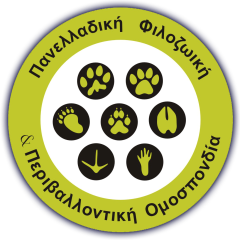 Πανελλαδική Φιλοζωική
& Περιβαλλοντική Ομοσπονδία